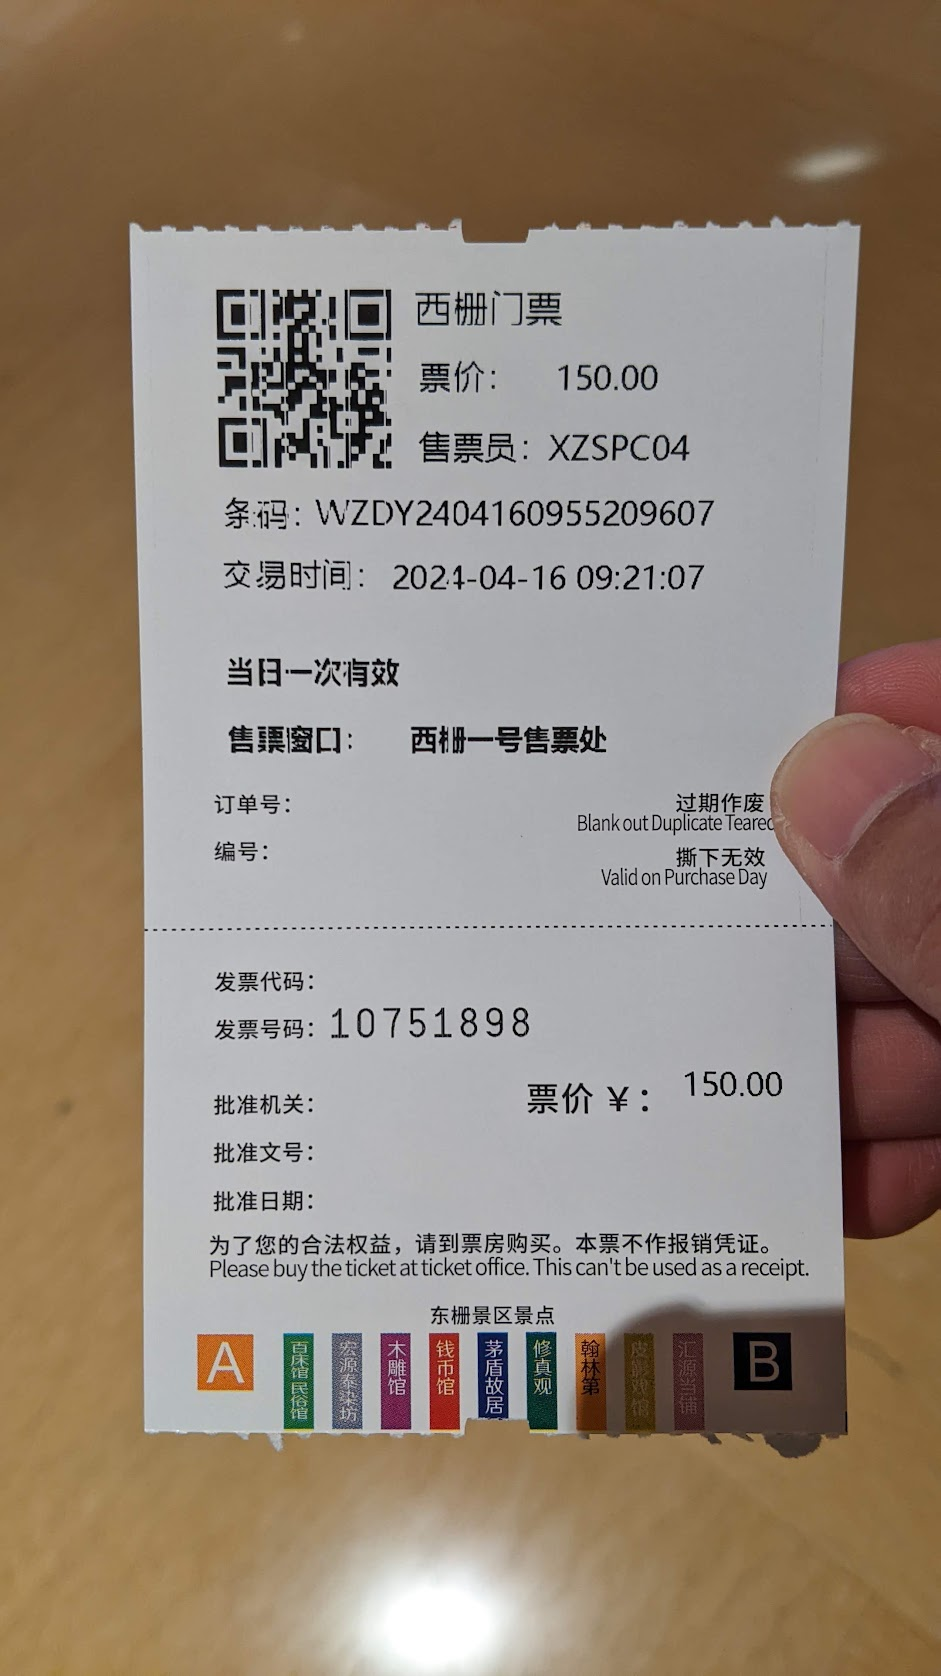 西栅门票
票价： 150.00
售票员：XZSPC04
条码：WZDY2404160955209607
交易时间： 2024-04-16 09:21:07
当日一次有效
售票窗口： 西栅一号售票处
订单号：
过期作废
Blank out Duplicate Teared
编号：
撕下无效
Valid on Purchase Day
发票代码：
发票号码：10751898
票价 ¥： 150.00
批准机关：
批准文号：
批准日期：
为了您的合法权益，请到票房购买。本票不作报销凭证。
Please buy the ticket at ticket office. This can't be used as a receipt.
东栅景区景点
A
百床馆 民俗馆
宏源泰染坊
木雕馆
钱币馆
茅盾故居
修真观
翰林第
皮影戏馆
汇源当铺
B